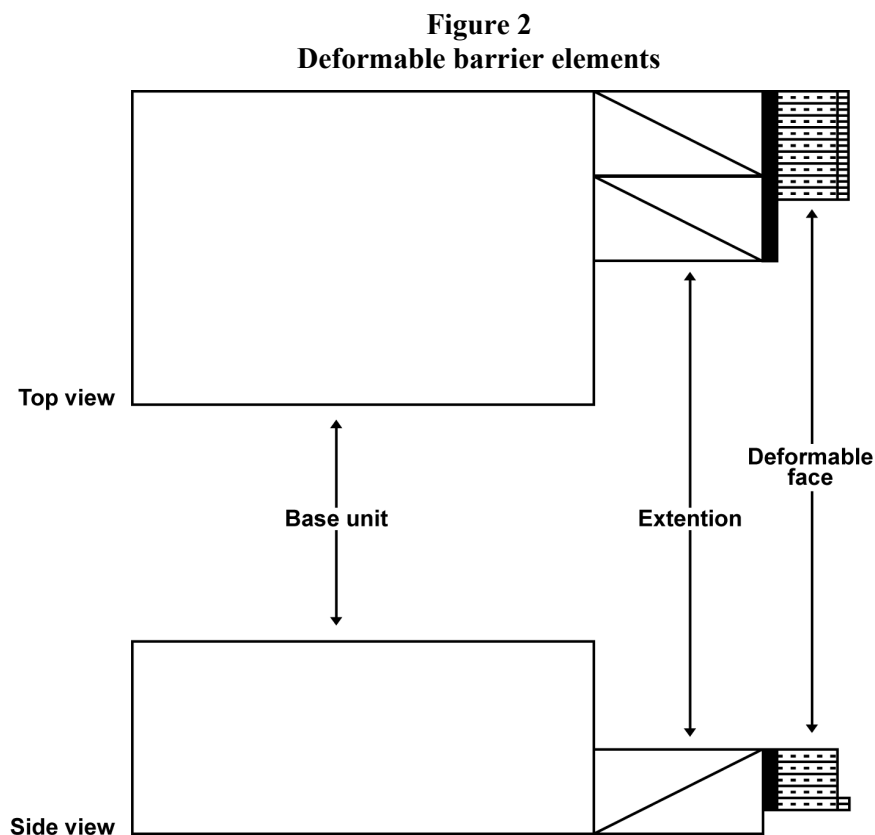 Figure 2
Deformable barrier elements
Top view
Base unit
Extention
Deformable
face
Side view